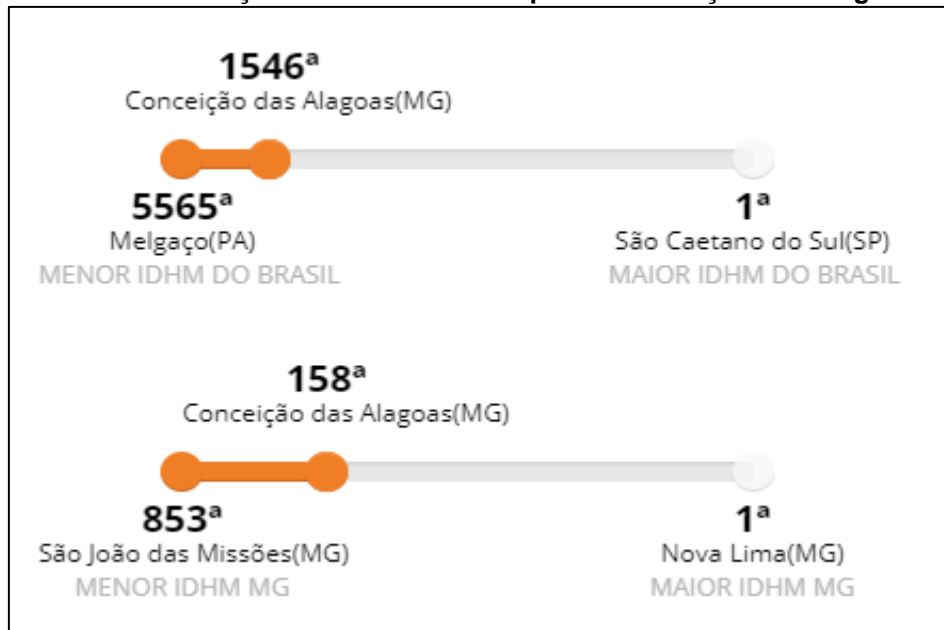 1546ª
Conceição das Alagoas(MG)
5565ª
1ª
Melgaço(PA)
São Caetano do Sul(SP)
MENOR IDHM DO BRASIL
MAIOR IDHM DO BRASIL
158ª
Conceição das Alagoas(MG)
853ª
1ª
São João das Missões(MG)
Nova Lima(MG)
MENOR IDHM MG
MAIOR IDHM MG